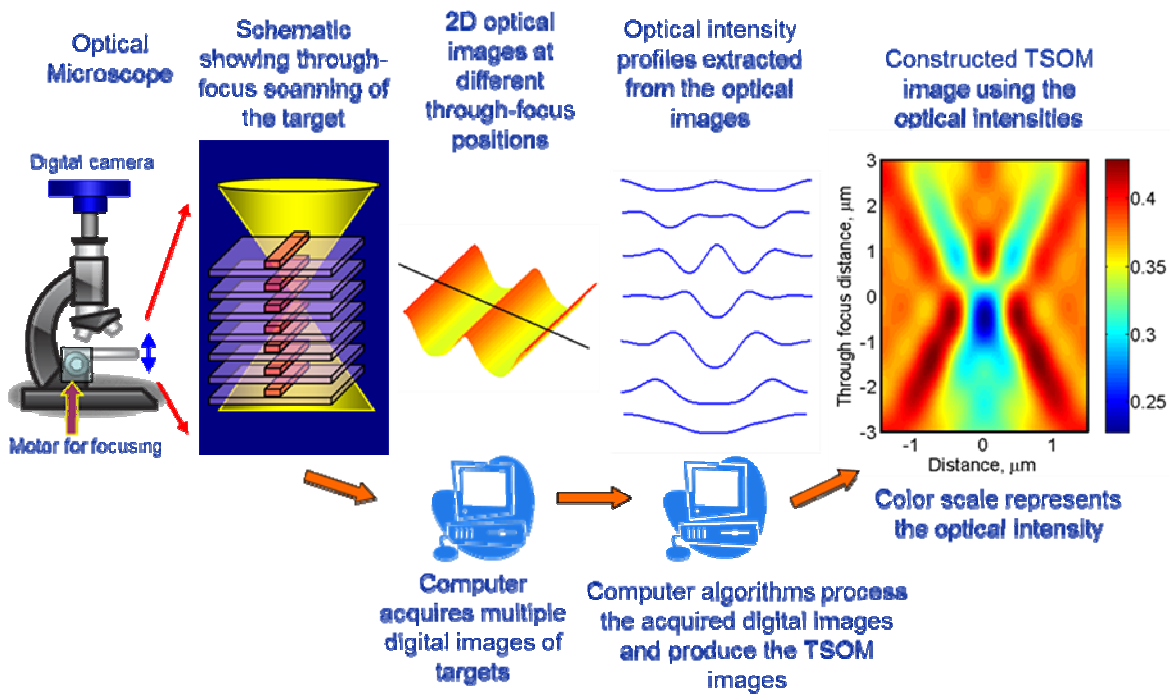 Optical
Microscope
Schematic
showing through-
focus scanning of
the target
2D optical
images at
different
through-focus
positions
Optical intensity
profiles extracted
from the optical
images
Constructed TSOM
image using the
optical intensities
Digital camera
Motor for focusing
3
2
1
0
-1
-2
-3
Through focus distance, μm
-1
0
1
Distance, μm
0.4
0.35
0.3
0.25
Color scale represents
the optical intensity
Computer
acquires multiple
digital images of
targets
Computer algorithms process
the acquired digital images
and produce the TSOM
images